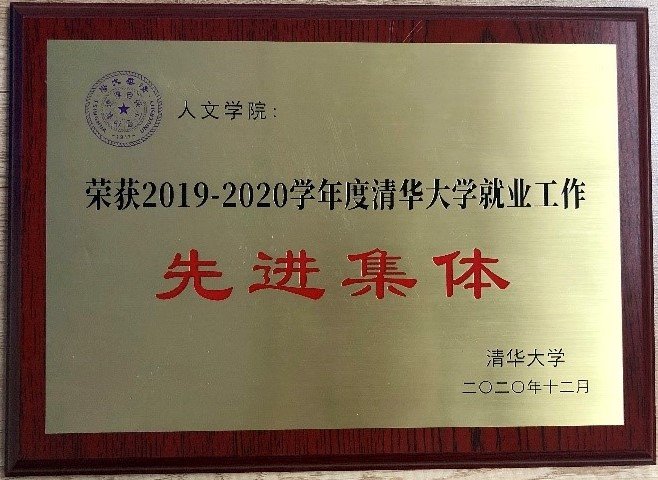 人文学院：
荣获2019-2020学年度清华大学就业工作
先进集体
清华大学
二〇二〇年十二月